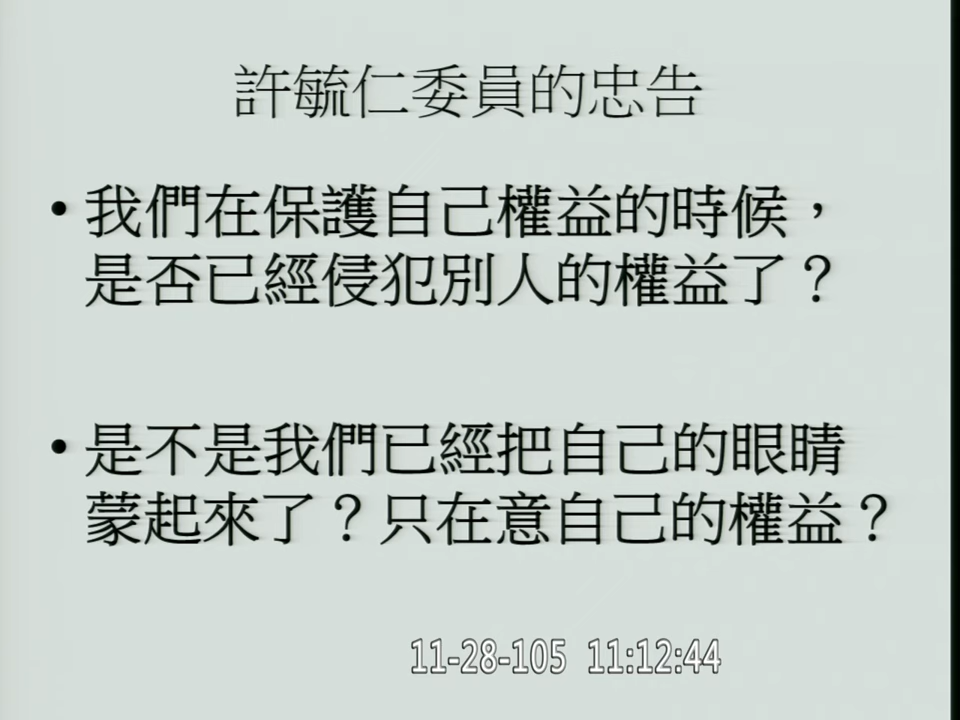 許毓仁委員的忠告
• 我們在保護自己權益的時候，
是否已經侵犯別人的權益了？
• 是不是我們已經把自己的眼睛
蒙起來了？只在意自己的權益？
11-28-105 11:12:44